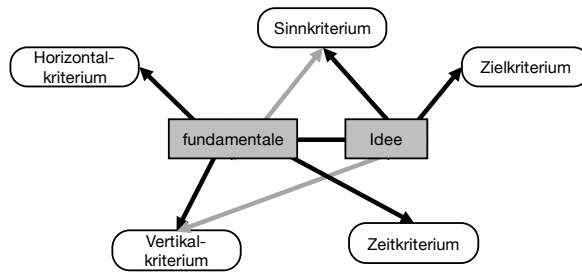 Sinnkriterium
Horizontal-
kriterium
Zielkriterium
fundamentale
Idee
Vertikal-
kriterium
Zeitkriterium